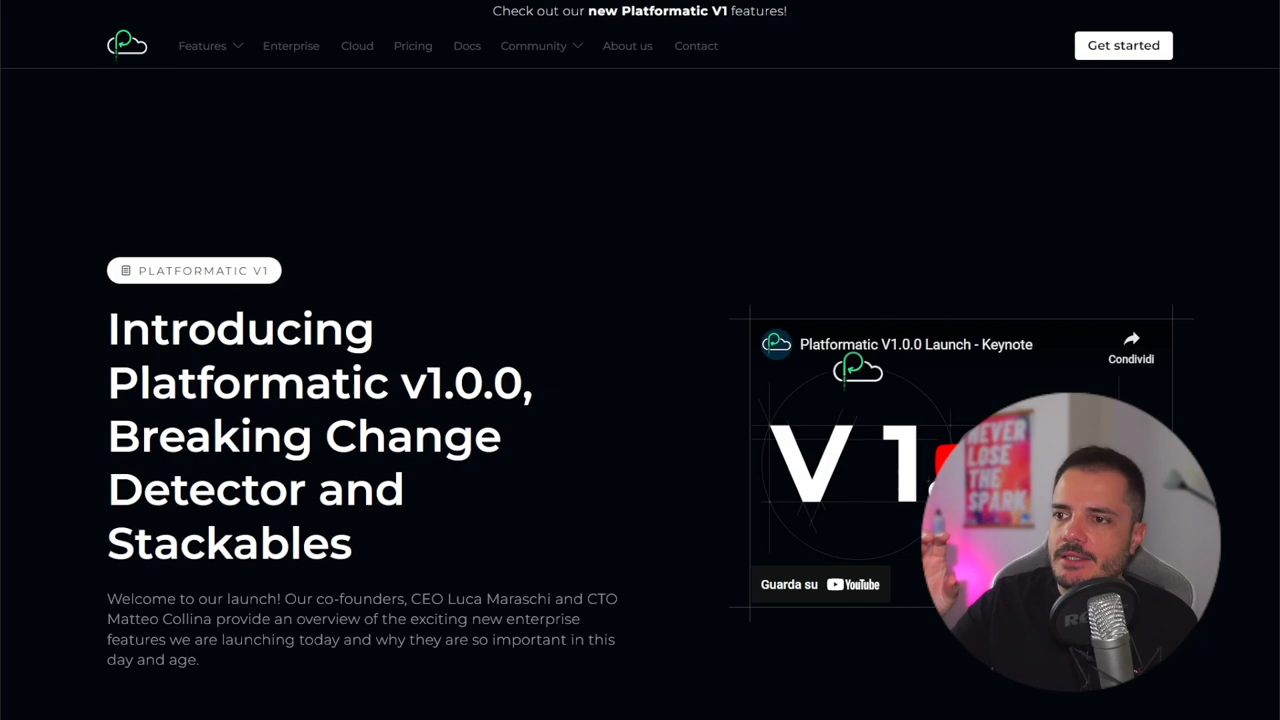 Check out our new Platformatic V1 features!
Features Enterprise Cloud Pricing Docs Community About us Contact
Get started
PLATFORMATIC V1
Introducing
Platformatic v1.0.0,
Breaking Change
Detector and
Stackables
Welcome to our launch! Our co-founders, CEO Luca Maraschi and CTO
Matteo Collina provide an overview of the exciting new enterprise
features we are launching today and why they are so important in this
day and age.
Platformatic V1.0.0 Launch - Keynote
Condividi
V1.
Guarda su YouTube
NEVER
LOSE
THE
SPARK